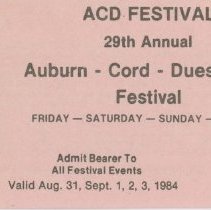 ACD FESTIVAL
29th Annual
Auburn - Cord - Dues
Festival
FRIDAY — SATURDAY — SUNDAY —
Admit Bearer To
All Festival Events
Valid Aug. 31, Sept. 1, 2, 3, 1984